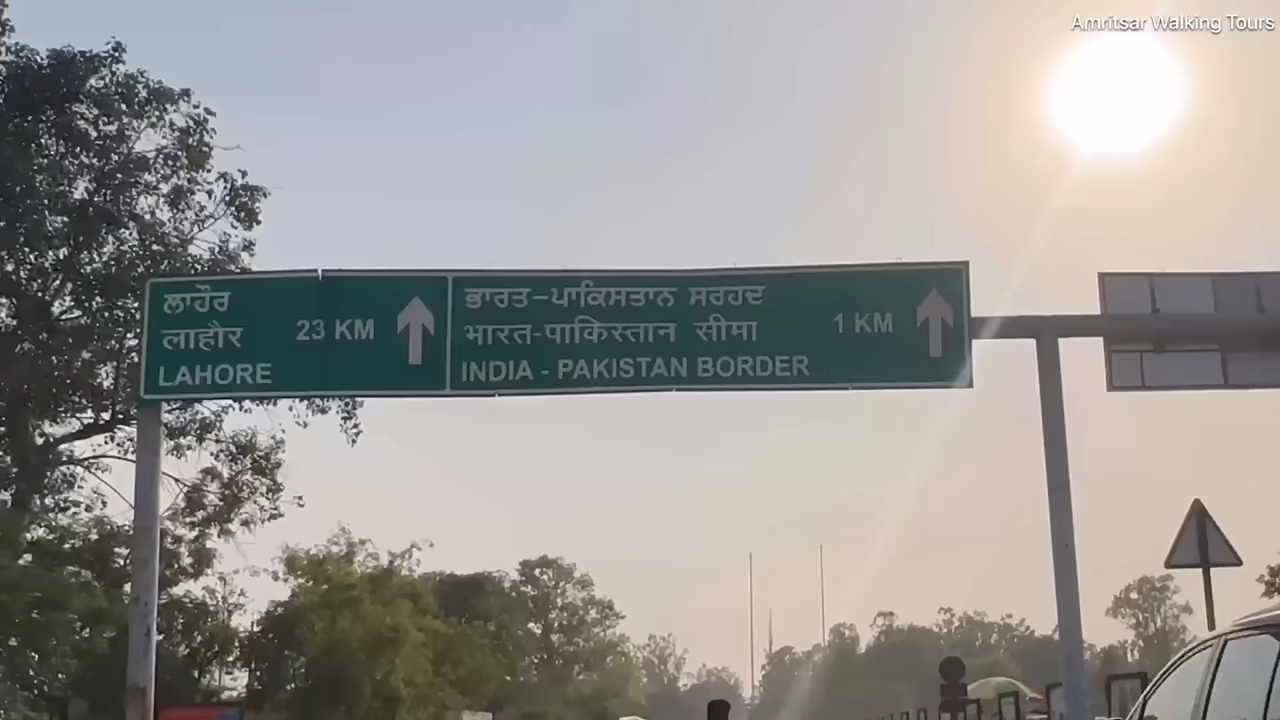 Amritsar Walking Tours
ਲਾਹੌਰ
लाहौर
LAHORE
23 KM
ਭਾਰਤ-ਪਾਕਿਸਤਾਨ ਸਰਹਦ
भारत-पाकिस्तान सीमा
INDIA - PAKISTAN BORDER
1 KM